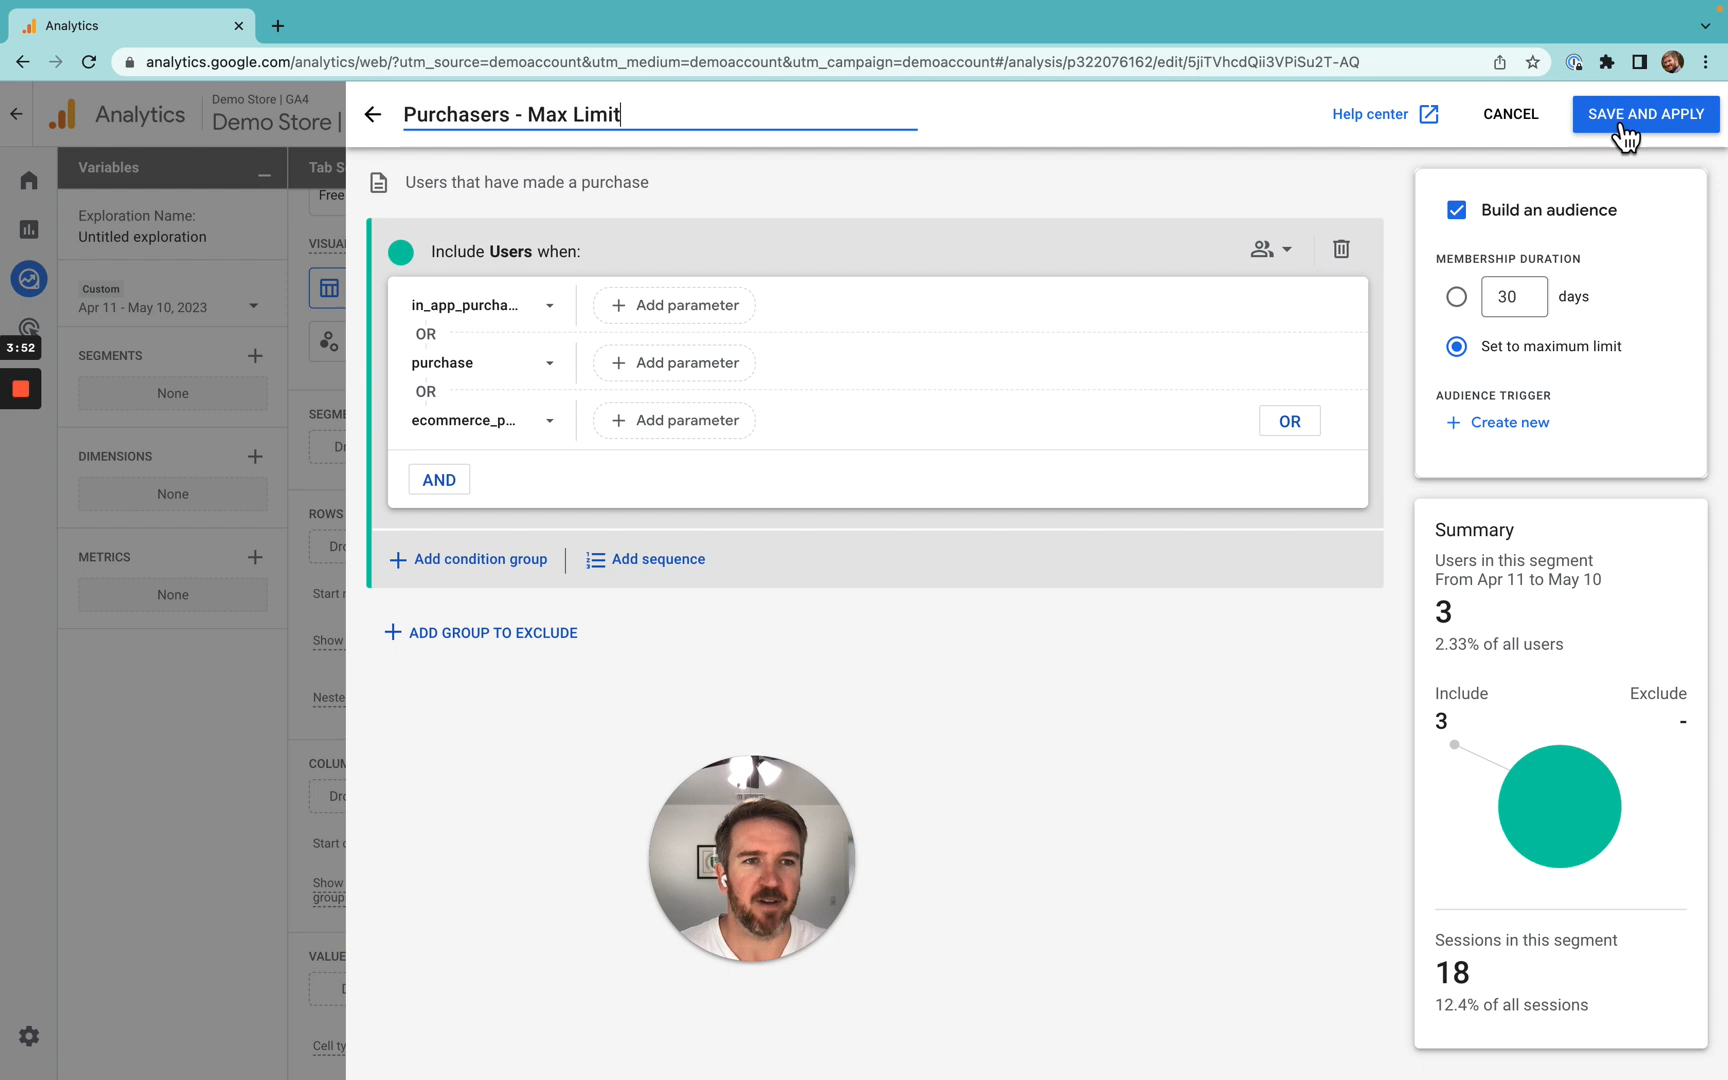 Analytics
analytics.google.com/analytics/web/?utm_source=demoaccount&utm_medium=demoaccount&utm_campaign=demoaccount#/analysis/p322076162/edit/5jiTVhcdQii3VPiSu2T-AQ
Analytics
Demo Store | GA4
Demo Store |
Purchasers - Max Limit
Help center
CANCEL
SAVE AND APPLY
Variables
Tab S
Exploration Name:
Untitled exploration
Custom
Apr 11 - May 10, 2023
SEGMENTS
None
DIMENSIONS
None
METRICS
None
3:52
Free
VISUA
SEGME
Dr
ROWS
Dro
Start r
Show
Neste
COLUM
Dro
Start c
Show
group
VALUE
Cell ty
Users that have made a purchase
Include Users when:
in_app_purcha...
Add parameter
OR
purchase
Add parameter
OR
ecommerce_p...
Add parameter
OR
AND
Add condition group
Add sequence
ADD GROUP TO EXCLUDE
Build an audience
MEMBERSHIP DURATION
30 days
Set to maximum limit
AUDIENCE TRIGGER
Create new
Summary
Users in this segment
From Apr 11 to May 10
3
2.33% of all users
Include Exclude
3 -
Sessions in this segment
18
12.4% of all sessions